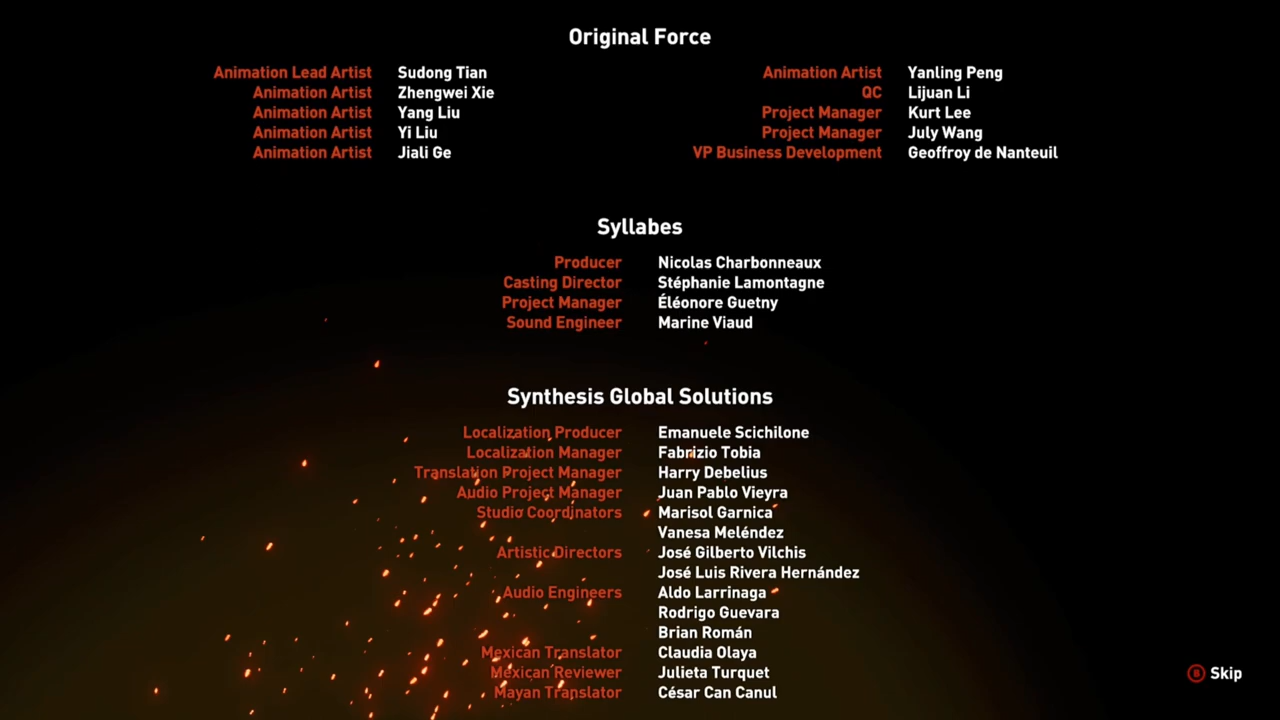 Original Force
Animation Lead Artist Sudong Tian
Animation Artist Zhengwei Xie
Animation Artist Yang Liu
Animation Artist Yi Liu
Animation Artist Jiali Ge
Animation Artist Yanling Peng
QC Lijuan Li
Project Manager Kurt Lee
Project Manager July Wang
VP Business Development Geoffroy de Nanteuil
Syllabes
Producer Nicolas Charbonneaux
Casting Director Stéphanie Lamontagne
Project Manager Éléonore Guetny
Sound Engineer Marine Viaud
Synthesis Global Solutions
Localization Producer Emanuele Scichilone
Localization Manager Fabrizio Tobia
Translation Project Manager Harry Debelius
Audio Project Manager Juan Pablo Vieyra
Studio Coordinators Marisol Garnica
Vanesa Meléndez
Artistic Directors José Gilberto Vilchis
José Luis Rivera Hernández
Audio Engineers Aldo Larrinaga
Rodrigo Guevara
Brian Román
Mexican Translator Claudia Olaya
Mexican Reviewer Julieta Turquet
Mayan Translator César Can Canul
B Skip